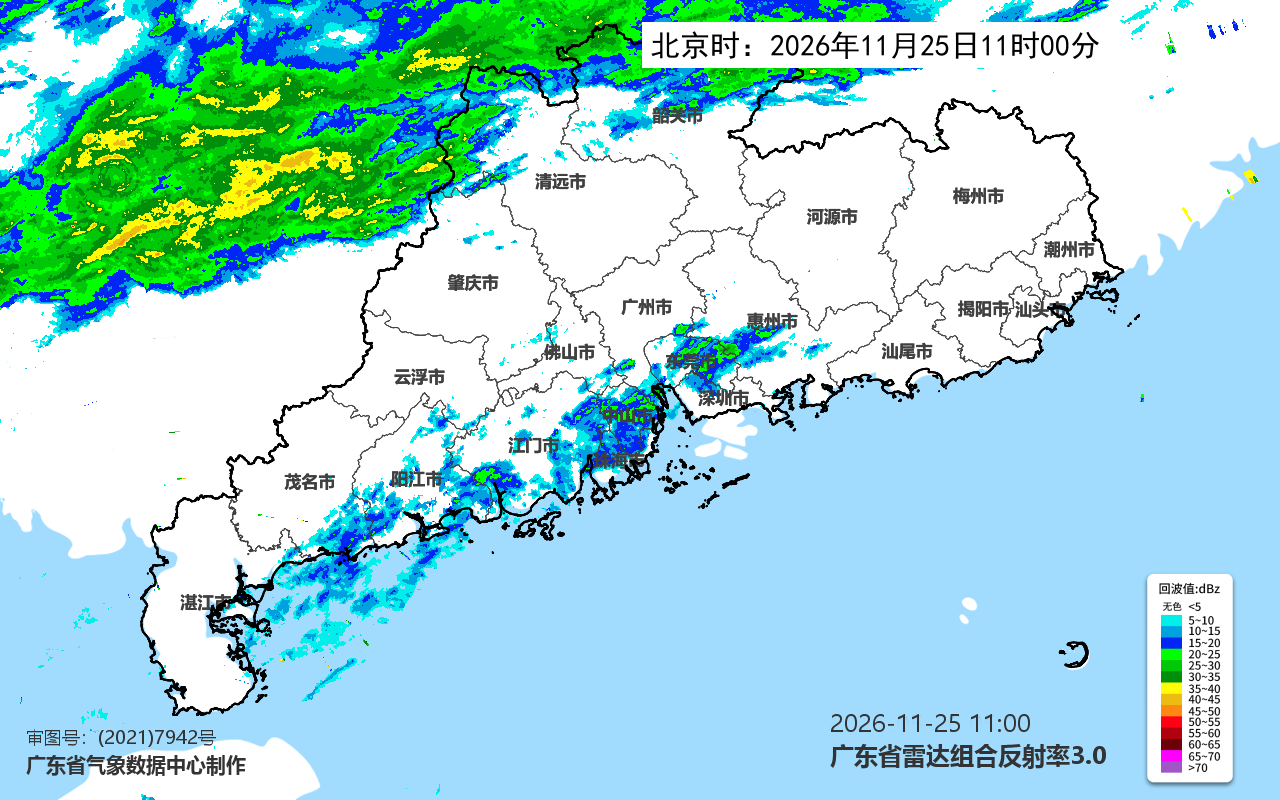 北京时：2026年11月25日11时00分
韶关市
清远市
梅州市
河源市
潮州市
肇庆市
广州市
揭阳市
汕头市
惠州市
佛山市
东莞市
汕尾市
云浮市
深圳市
中山市
江门市
珠海市
阳江市
茂名市
湛江市
回波值:dBz
无色 <5
5~10
10~15
15~20
20~25
25~30
30~35
35~40
40~45
45~50
50~55
55~60
60~65
65~70
>70
2026-11-25 11:00
广东省雷达组合反射率3.0
审图号：(2021)7942号
广东省气象数据中心制作